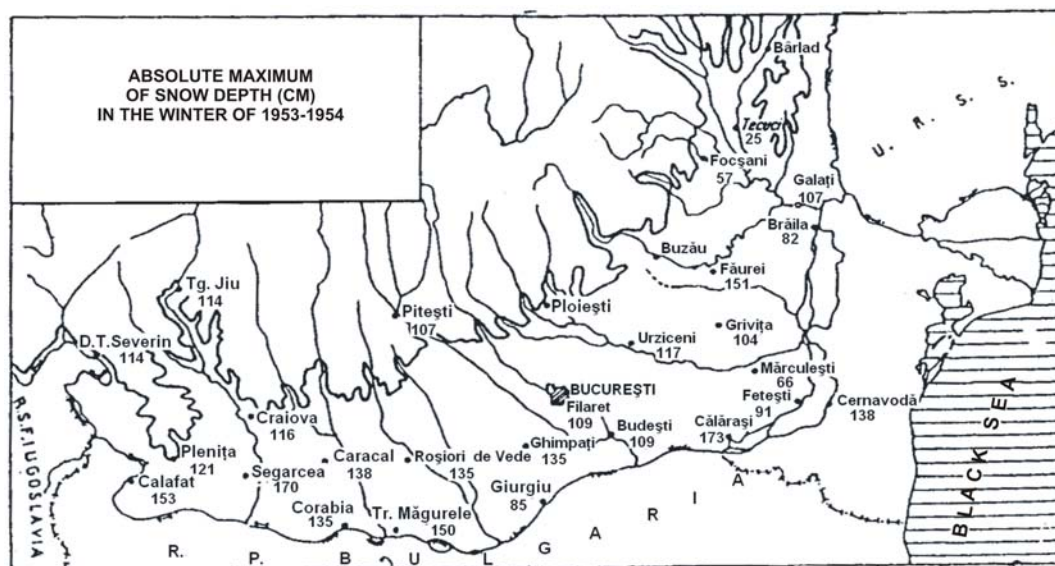 ABSOLUTE MAXIMUM
OF SNOW DEPTH (CM)
IN THE WINTER OF 1953-1954
Bârlad
U. R. S. S.
Tecuci
25
Focşani
57
Galaţi
107
Brăila
82
Buzău
Făurei
151
Tg. Jiu
114
Piteşti
107
Ploieşti
Griviţa
104
Urziceni
117
D.T.Severin
114
Mărculeşti
66
BUCUREŞTI
Filaret
109
Feteşti
91
Cernavodă
138
Craiova
116
Budeşti
109
Călăraşi
173
Ghimpaţi
135
Pleniţa
121
Caracal
138
Roşiori de Vede
135
Segarcea
170
Calafat
153
Giurgiu
85
Corabia
135
Tr. Măgurele
150
R.S.F.IUGOSLAVIA
R. P. B U L G A R I A
BLACK SEA